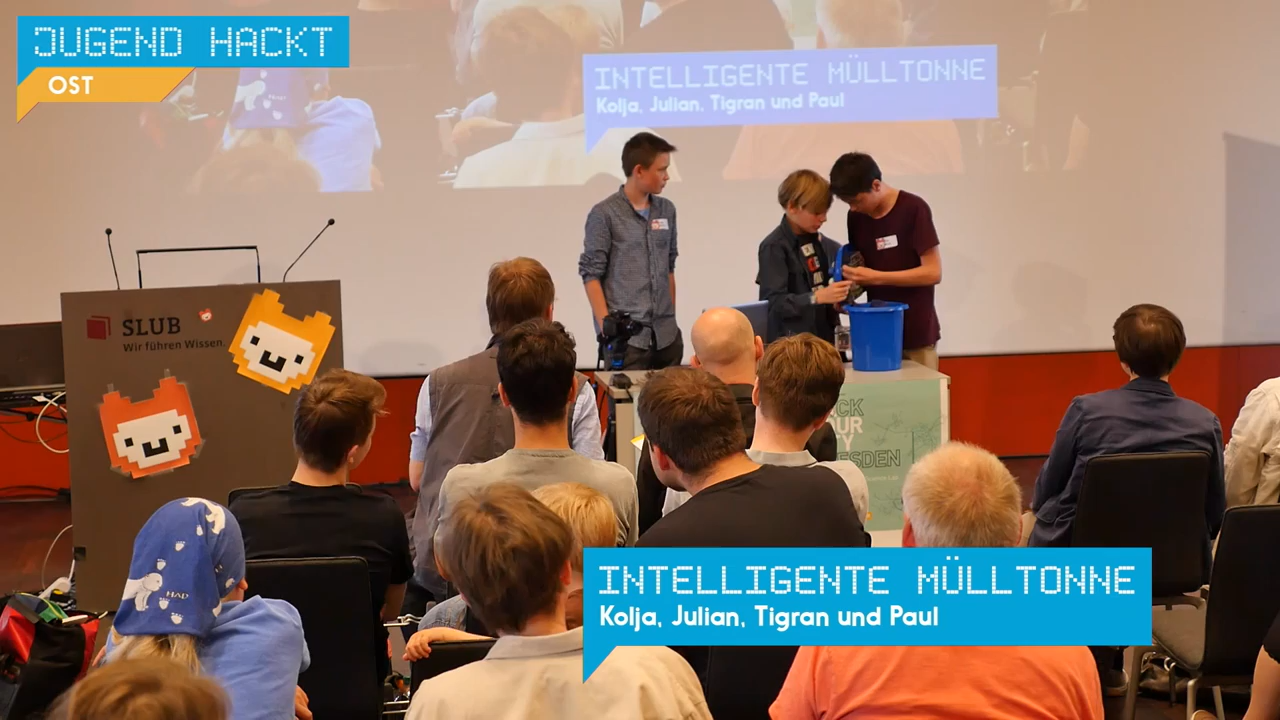 JUGEND HACKT
OST
INTELLIGENTE MÜLLTONNE
Kolja, Julian, Tigran und Paul
SLUB
Wir führen Wissen.
INTELLIGENTE MÜLLTONNE
Kolja, Julian, Tigran und Paul